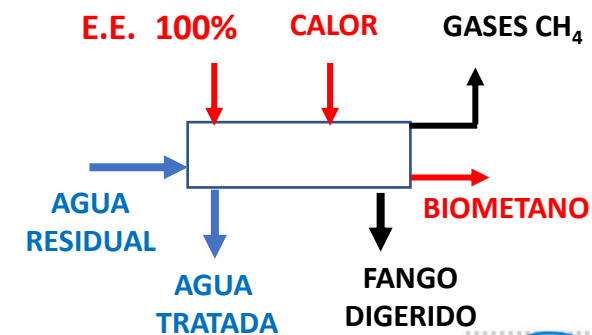 E.E. 100%
CALOR
GASES CH₄
AGUA
RESIDUAL
BIOMETANO
AGUA
TRATADA
FANGO
DIGERIDO